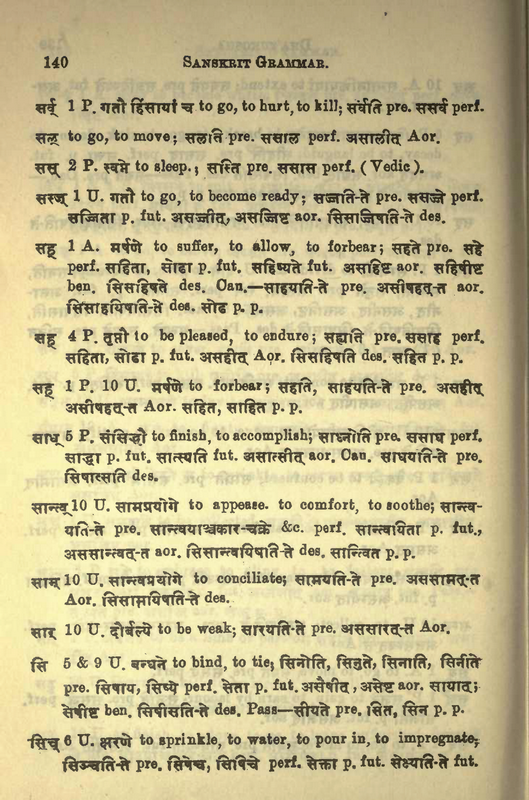 140 SANSKRIT GRAMMAR.
सर्व् 1 P. गतौ हिंसायां च to go, to hurt, to kill; सर्वति pre. ससर्व perf.
सल् to go, to move; सलति pre. ससाल perf. असालीत् Aor.
सस् 2 P. स्वप्ने to sleep.; सस्ति pre. ससास perf. (Vedic).
सस्ज् 1 U. गतौ to go, to become ready; सज्जति-ते pre. ससज्जे perf.
सज्जिता p. fut. असज्जीत्, असज्जिष्ट aor. सिसज्जिषति-ते des.
सह् 1 A. मर्षणे to suffer, to allow, to forbear; सहते pre. सेहे
perf. सहिता, सोढा p. fut. सहिष्यते fut. असहिष्ट aor. सहिषीष्ट
ben. सिसहिषते des. Cau.—साहयति-ते pre. असीषहत्-त aor.
सिसाहयिषति-ते des. सोढ p. p.
सह् 4 P. तृप्तौ to be pleased, to endure; सह्यति pre. ससाह perf.
सहिता, सोढा p. fut. असहीत् Aor. सिसहिषति des. सहित p. p.
सह् 1 P. 10 U. मर्षणे to forbear; सहति, साहयति-ते pre. असहीत्
असीषहत्-त Aor. सहित, साहित p. p.
साध् 5 P. संसिद्धौ to finish, to accomplish; साध्नोति pre. ससाध perf.
साद्धा p. fut. सात्स्यति fut. असात्सीत् aor. Cau. साधयति-ते pre.
सिषात्सति des.
सान्त्व् 10 U. सामप्रयोगे to appease. to comfort, to soothe; सान्त्व-
यति-ते pre. सान्त्वयाञ्चकार-चक्रे &c. perf. सान्त्वयिता p. fut.,
अससान्त्वत्-त aor. सिसान्त्वयिषति-ते des. सान्त्वित p. p.
साम् 10 U. सान्त्वप्रयोगे to conciliate; सामयति-ते pre. अससामत्-त
Aor. सिसामयिषति-ते des.
सार् 10 U. दौर्बल्ये to be weak; सारयति-ते pre. अससारत्-त Aor.
सि 5 & 9 U. बन्धने to bind, to tie; सिनोति, सिनुते, सिनाति, सिनीते
pre. सिषाय, सिष्ये perf. सेता p. fut. असैषीत्, असेष्ट aor. सायात्;
सेषीष्ट ben. सिषीसति-ते des. Pass—सीयते pre. सित, सिन p. p.
सिच् 6 U. क्षरणे to sprinkle, to water, to pour in, to impregnate;
सिञ्चति-ते pre. सिषेच, सिषिचे perf. सेक्ता p. fut. सेक्ष्यति-ते fut.